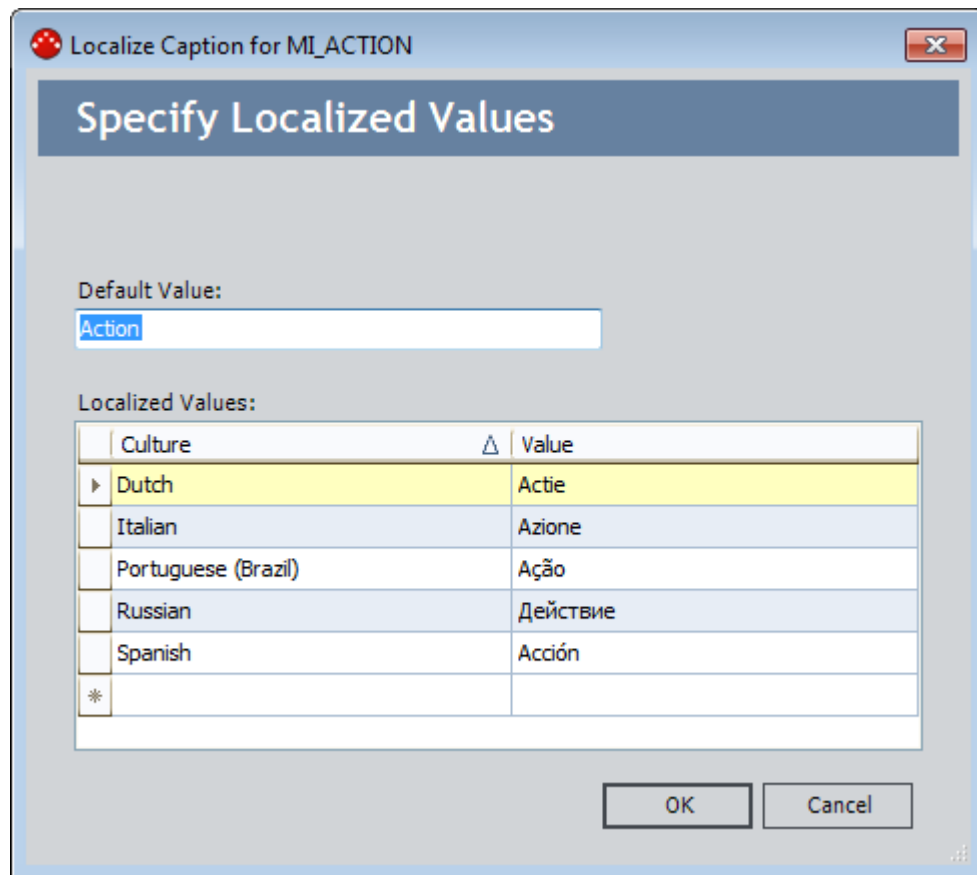 Localize Caption for MI_ACTION
Specify Localized Values
Default Value:
Action
Localized Values:
Culture Value
Dutch Actie
Italian Azione
Portuguese (Brazil) Ação
Russian Действие
Spanish Acción
OK Cancel